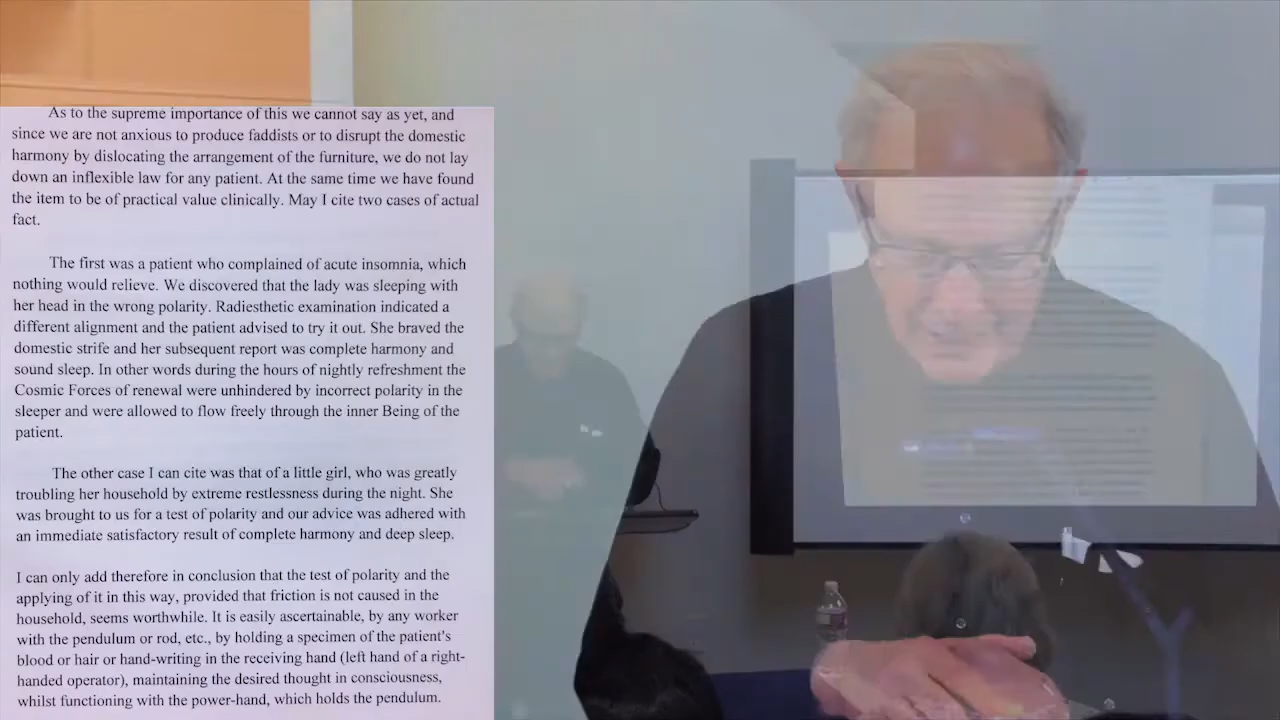 As to the supreme importance of this we cannot say as yet, and
since we are not anxious to produce faddists or to disrupt the domestic
harmony by dislocating the arrangement of the furniture, we do not lay
down an inflexible law for any patient. At the same time we have found
the item to be of practical value clinically. May I cite two cases of actual
fact.
The first was a patient who complained of acute insomnia, which
nothing would relieve. We discovered that the lady was sleeping with
her head in the wrong polarity. Radiesthetic examination indicated a
different alignment and the patient advised to try it out. She braved the
domestic strife and her subsequent report was complete harmony and
sound sleep. In other words during the hours of nightly refreshment the
Cosmic Forces of renewal were unhindered by incorrect polarity in the
sleeper and were allowed to flow freely through the inner Being of the
patient.
The other case I can cite was that of a little girl, who was greatly
troubling her household by extreme restlessness during the night. She
was brought to us for a test of polarity and our advice was adhered with
an immediate satisfactory result of complete harmony and deep sleep.
I can only add therefore in conclusion that the test of polarity and the
applying of it in this way, provided that friction is not caused in the
household, seems worthwhile. It is easily ascertainable, by any worker
with the pendulum or rod, etc., by holding a specimen of the patient's
blood or hair or hand-writing in the receiving hand (left hand of a right-
handed operator), maintaining the desired thought in consciousness,
whilst functioning with the power-hand, which holds the pendulum.